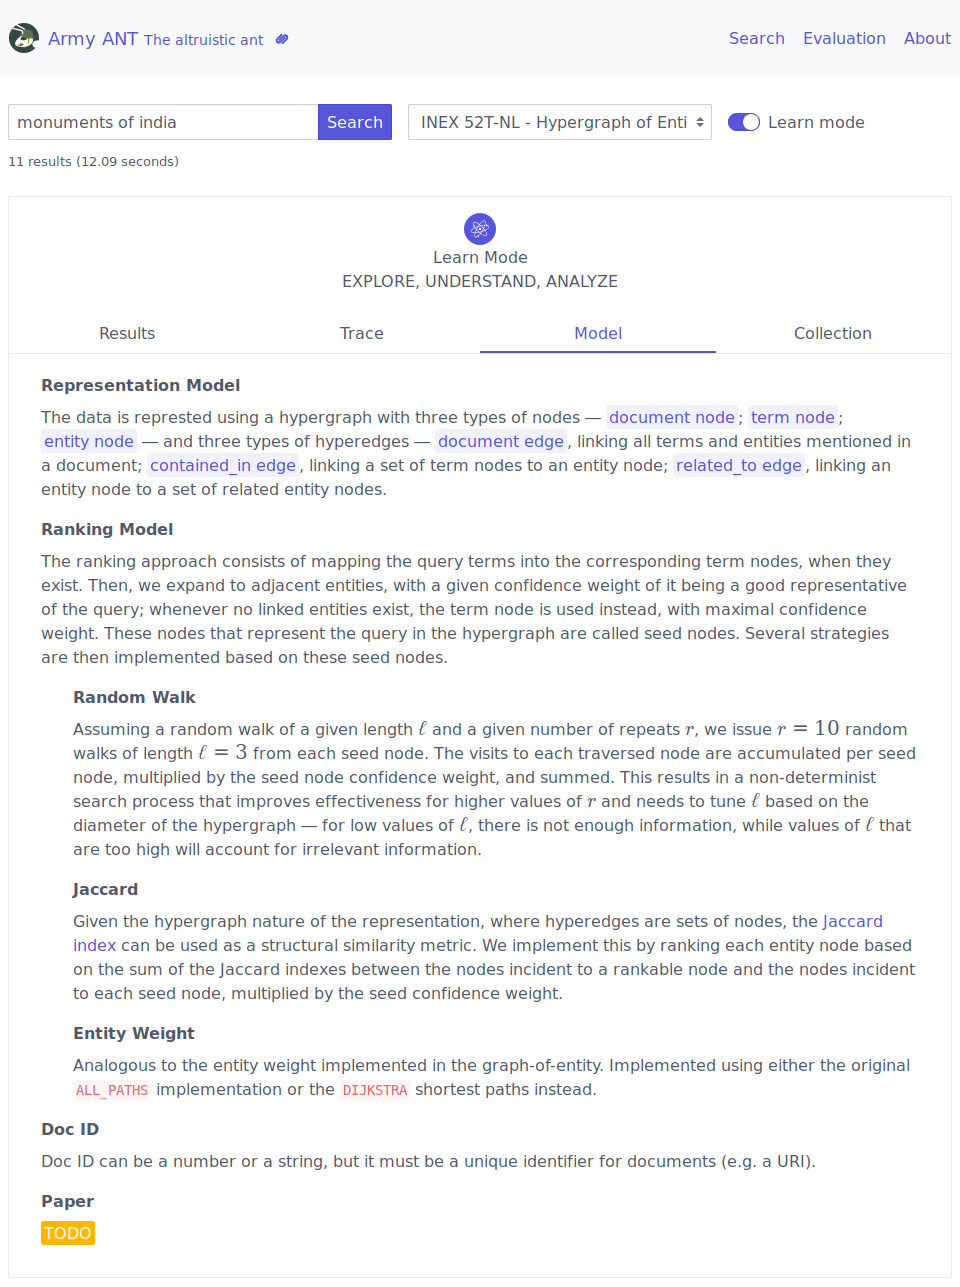 Army ANT The altruistic ant
Search Evaluation About
monuments of india Search INEX 52T-NL - Hypergraph of Enti Learn mode
11 results (12.09 seconds)
Learn Mode
EXPLORE, UNDERSTAND, ANALYZE
Results Trace Model Collection
Representation Model
The data is represted using a hypergraph with three types of nodes — document node; term node;
entity node — and three types of hyperedges — document edge, linking all terms and entities mentioned in
a document; contained_in edge, linking a set of term nodes to an entity node; related_to edge, linking an
entity node to a set of related entity nodes.
Ranking Model
The ranking approach consists of mapping the query terms into the corresponding term nodes, when they
exist. Then, we expand to adjacent entities, with a given confidence weight of it being a good representative
of the query; whenever no linked entities exist, the term node is used instead, with maximal confidence
weight. These nodes that represent the query in the hypergraph are called seed nodes. Several strategies
are then implemented based on these seed nodes.
Random Walk
Assuming a random walk of a given length ℓ and a given number of repeats r, we issue r = 10 random
walks of length ℓ = 3 from each seed node. The visits to each traversed node are accumulated per seed
node, multiplied by the seed node confidence weight, and summed. This results in a non-determinist
search process that improves effectiveness for higher values of r and needs to tune ℓ based on the
diameter of the hypergraph — for low values of ℓ, there is not enough information, while values of ℓ that
are too high will account for irrelevant information.
Jaccard
Given the hypergraph nature of the representation, where hyperedges are sets of nodes, the Jaccard
index can be used as a structural similarity metric. We implement this by ranking each entity node based
on the sum of the Jaccard indexes between the nodes incident to a rankable node and the nodes incident
to each seed node, multiplied by the seed confidence weight.
Entity Weight
Analogous to the entity weight implemented in the graph-of-entity. Implemented using either the original
ALL_PATHS implementation or the DIJKSTRA shortest paths instead.
Doc ID
Doc ID can be a number or a string, but it must be a unique identifier for documents (e.g. a URI).
Paper
TODO